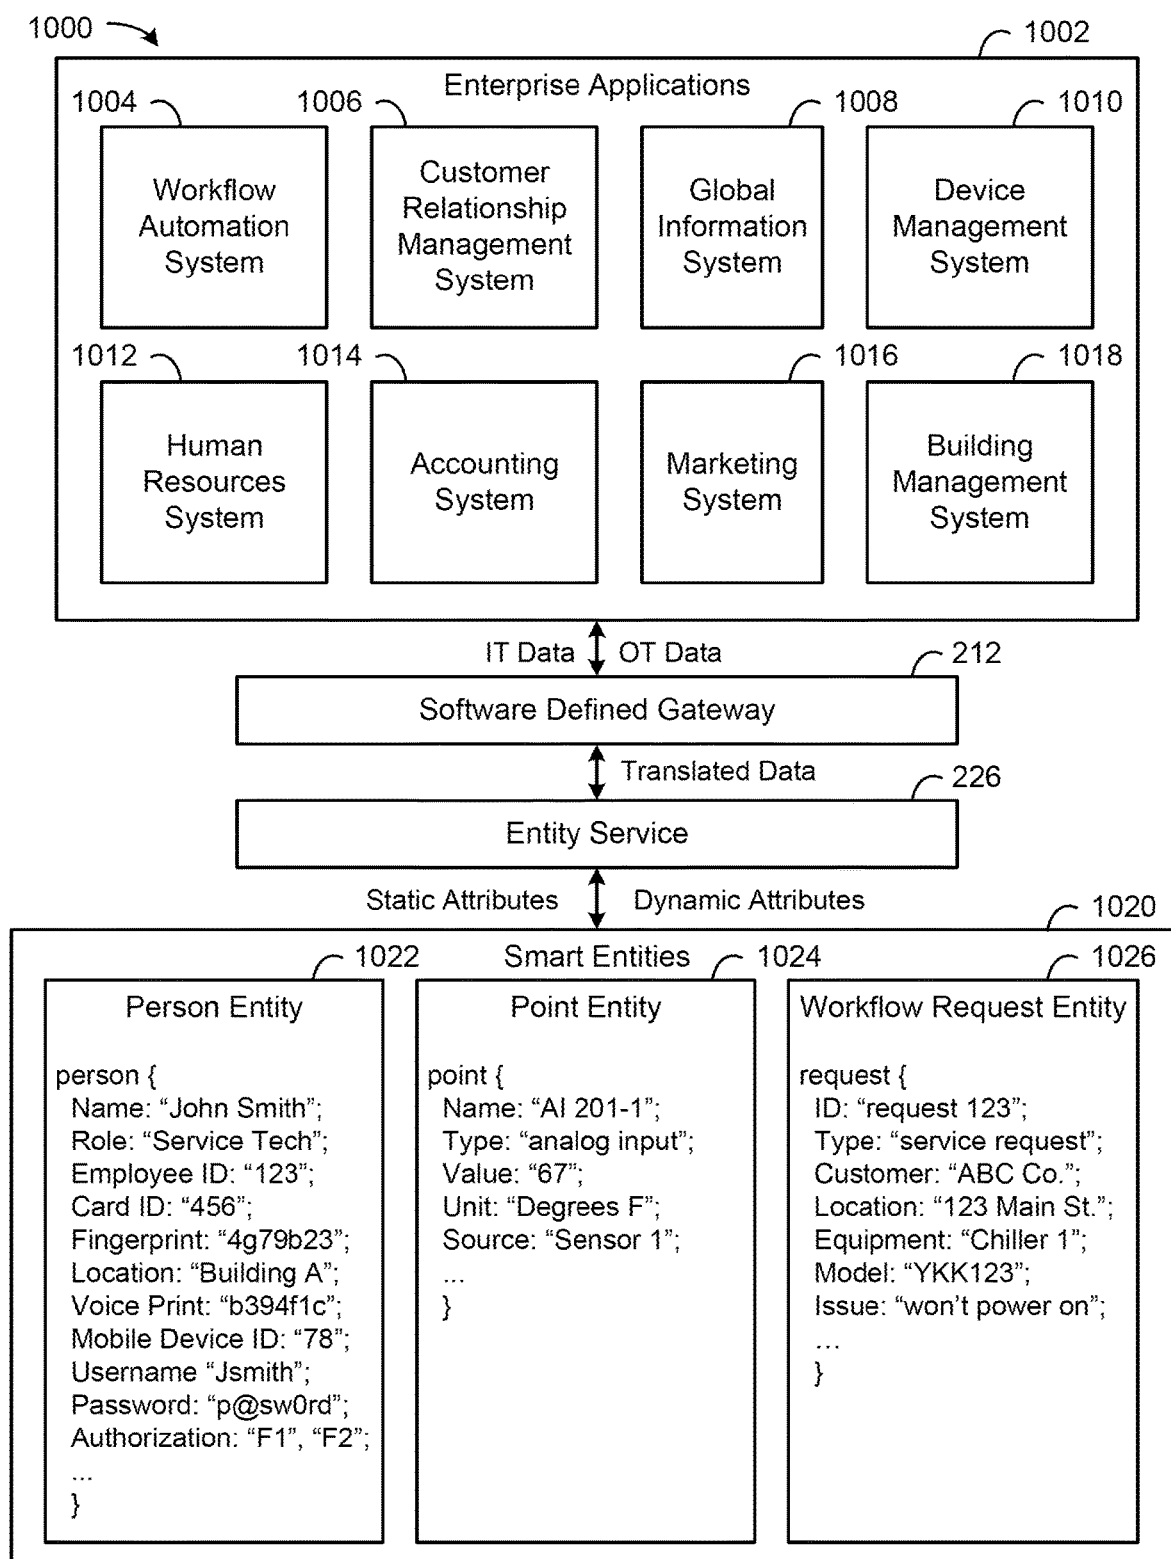 1000
1002
Enterprise Applications
1004
1006
1008
1010
Workflow
Automation
System
Customer
Relationship
Management
System
Global
Information
System
Device
Management
System
1012
1014
1016
1018
Human
Resources
System
Accounting
System
Marketing
System
Building
Management
System
IT Data
OT Data
212
Software Defined Gateway
Translated Data
226
Entity Service
Static Attributes
Dynamic Attributes
1020
Smart Entities
1022
1024
1026
Person Entity
person {
Name: “John Smith”;
Role: “Service Tech”;
Employee ID: “123”;
Card ID: “456”;
Fingerprint: “4g79b23”;
Location: “Building A”;
Voice Print: “b394f1c”;
Mobile Device ID: “78”;
Username “Jsmith”;
Password: “p@sw0rd”;
Authorization: “F1”, “F2”;
...
}
Point Entity
point {
Name: “AI 201-1”;
Type: “analog input”;
Value: “67”;
Unit: “Degrees F”;
Source: “Sensor 1”;
...
}
Workflow Request Entity
request {
ID: “request 123”;
Type: “service request”;
Customer: “ABC Co.”;
Location: “123 Main St.”;
Equipment: “Chiller 1”;
Model: “YKK123”;
Issue: “won’t power on”;
...
}